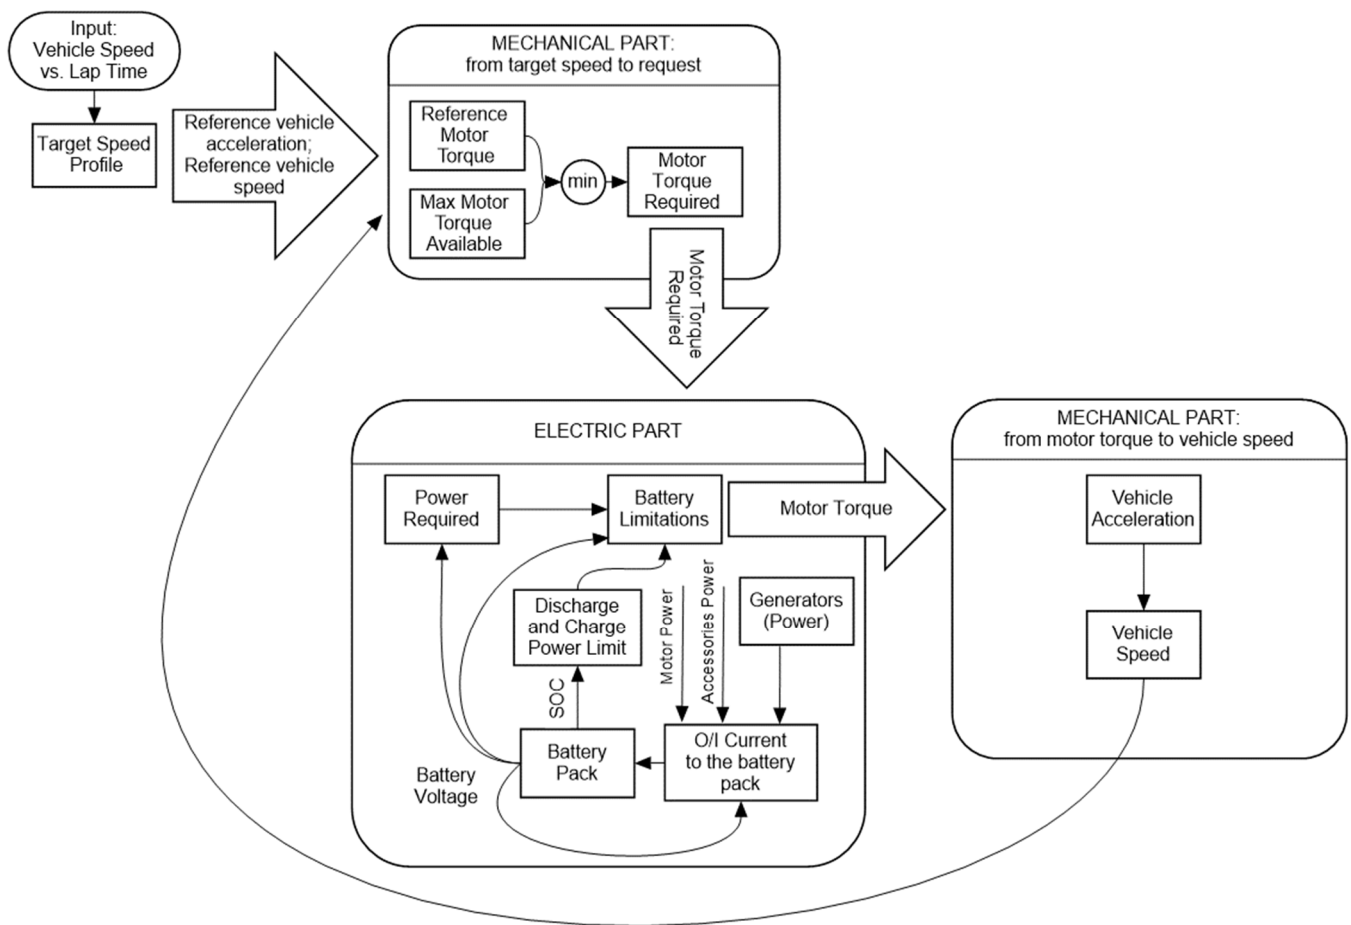 Input:
Vehicle Speed
vs. Lap Time
Target Speed
Profile
Reference vehicle
acceleration;
Reference vehicle
speed
MECHANICAL PART:
from target speed to request
Reference
Motor
Torque
Max Motor
Torque
Available
min
Motor
Torque
Required
Motor Torque
Required
ELECTRIC PART
Power
Required
Battery
Limitations
Discharge
and Charge
Power Limit
SOC
Motor Power
Accessories Power
Generators
(Power)
Battery
Pack
O/I Current
to the battery
pack
Battery
Voltage
Motor Torque
MECHANICAL PART:
from motor torque to vehicle speed
Vehicle
Acceleration
Vehicle
Speed